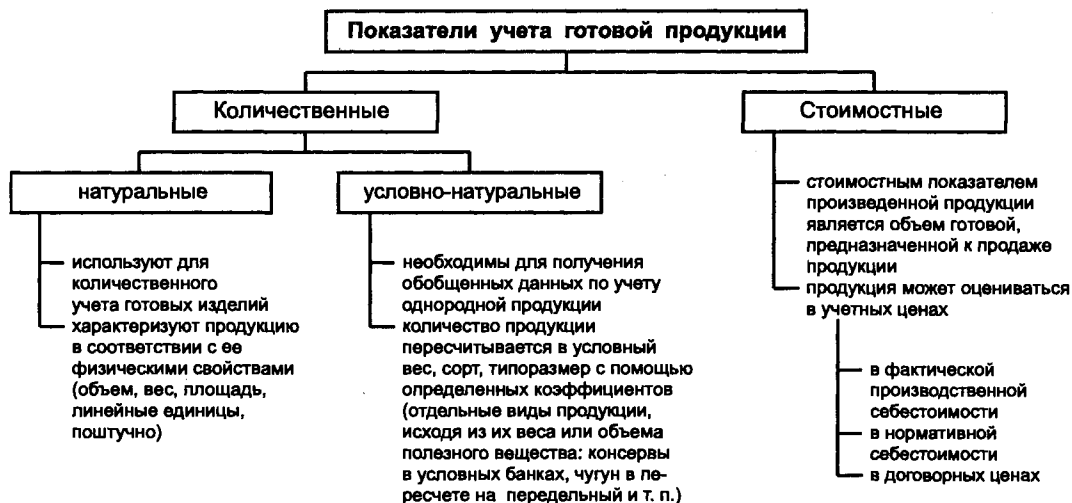 Показатели учета готовой продукции
Количественные
Стоимостные
натуральные
условно-натуральные
используют для
количественного
учета готовых изделий
характеризуют продукцию
в соответствии с ее
физическими свойствами
(объем, вес, площадь,
линейные единицы,
поштучно)
необходимы для получения
обобщенных данных по учету
однородной продукции
количество продукции
пересчитывается в условный
вес, сорт, типоразмер с помощью
определенных коэффициентов
(отдельные виды продукции,
исходя из их веса или объема
полезного вещества: консервы
в условных банках, чугун в пе-
ресчете на передельный и т. п.)
стоимостным показателем
произведенной продукции
является объем готовой,
предназначенной к продаже
продукции
продукция может оцениваться
в учетных ценах
в фактической
производственной
себестоимости
в нормативной
себестоимости
в договорных ценах